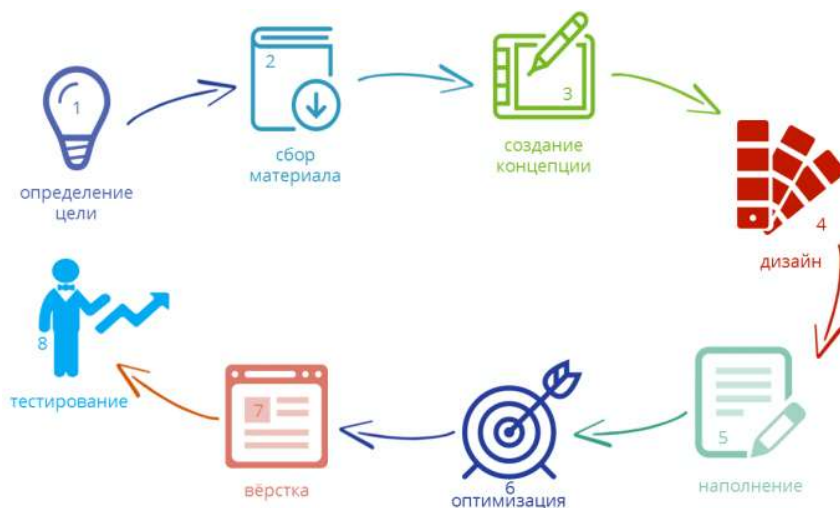 1
определение
цели
2
сбор
материала
3
создание
концепции
4
дизайн
5
наполнение
6
оптимизация
7
вёрстка
8
тестирование